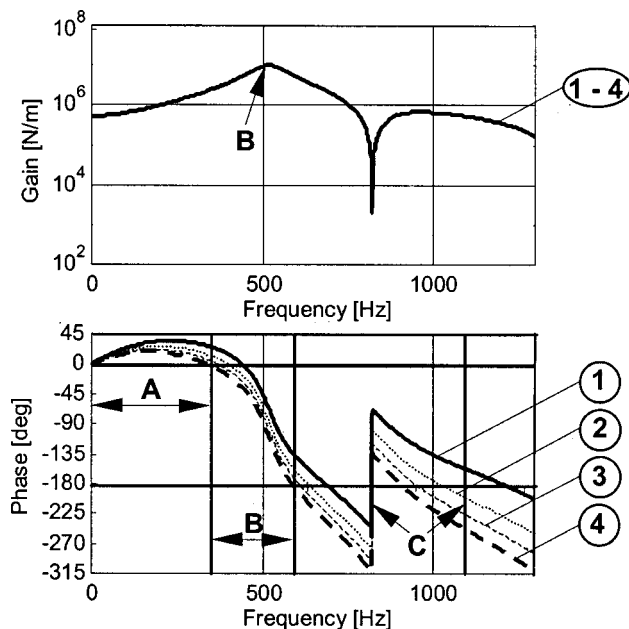 10^8
10^6
10^4
10^2
Gain [N/m]
B
1 - 4
0 500 1000
Frequency [Hz]
45
0
-45
-90
-135
-180
-225
-270
-315
Phase [deg]
A
B
C
1
2
3
4
0 500 1000
Frequency [Hz]